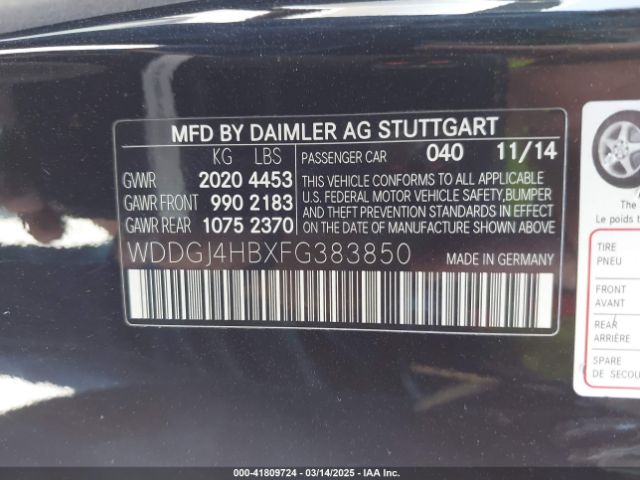 MFD BY DAIMLER AG STUTTGART
KG LBS PASSENGER CAR 040 11/14
GVWR 2020 4453
GAWR FRONT 990 2183
GAWR REAR 1075 2370
THIS VEHICLE CONFORMS TO ALL APPLICABLE
U.S. FEDERAL MOTOR VEHICLE SAFETY,BUMPER
AND THEFT PREVENTION STANDARDS IN EFFECT
ON THE DATE OF MANUFACTURE SHOWN ABOVE
WDDGJ4HBXFG383850 MADE IN GERMANY
The
Le poids t
TIRE
PNEU
FRONT
AVANT
REAR
ARRIÈRE
SPARE
DE SECOU
000-41809724 - 03/14/2025 - IAA Inc.